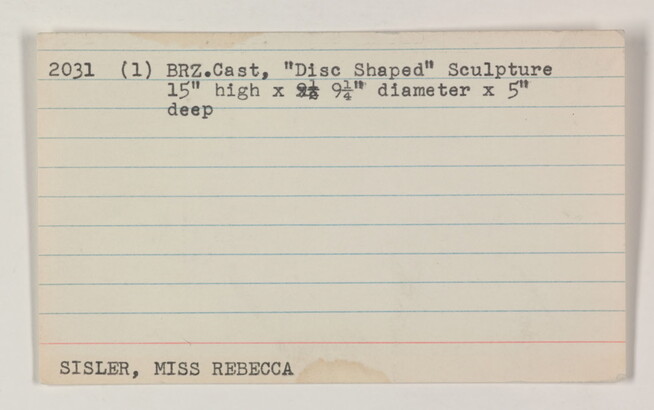 2031 (1) BRZ.Cast, "Disc Shaped" Sculpture
15" high x 9¼" diameter x 5"
deep
SISLER, MISS REBECCA